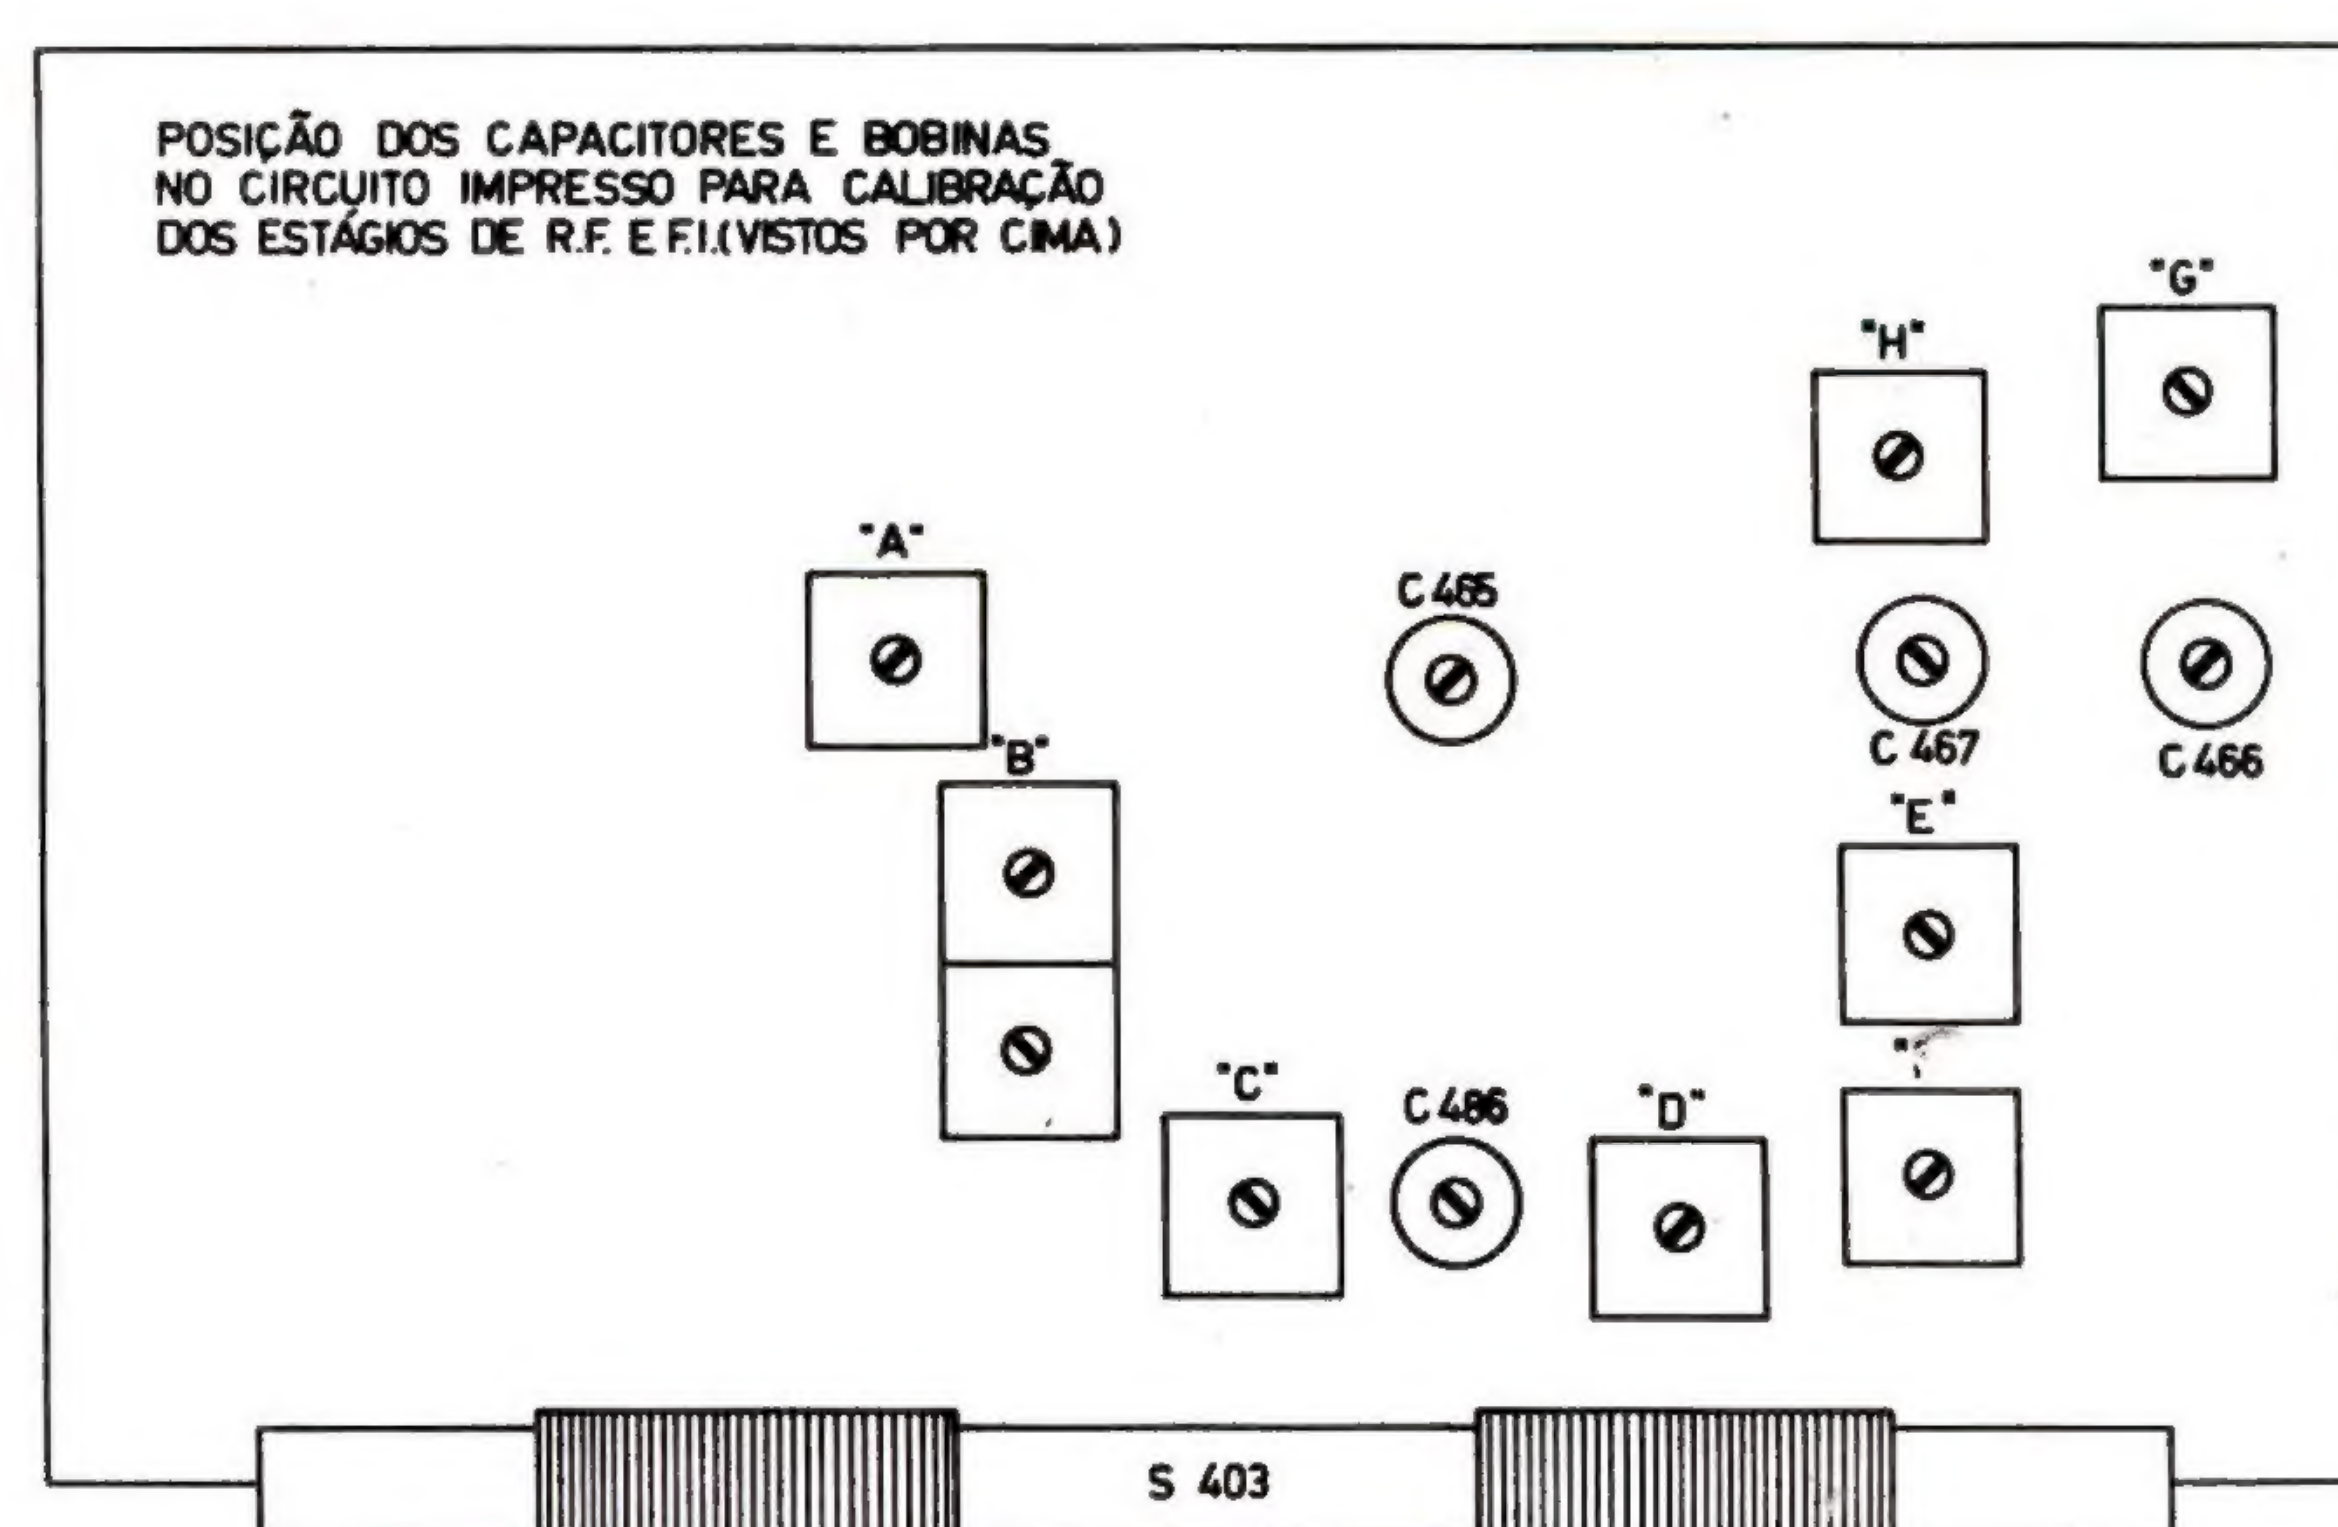 POSIÇÃO DOS CAPACITORES E BOBINAS
NO CIRCUITO IMPRESSO PARA CALIBRAÇÃO
DOS ESTÁGIOS DE R.F. E F.I.(VISTOS POR CIMA)
"G"
"H"
"A"
C 465
"B"
C 467
C 466
"E"
"C"
C 486
"D"
S 403